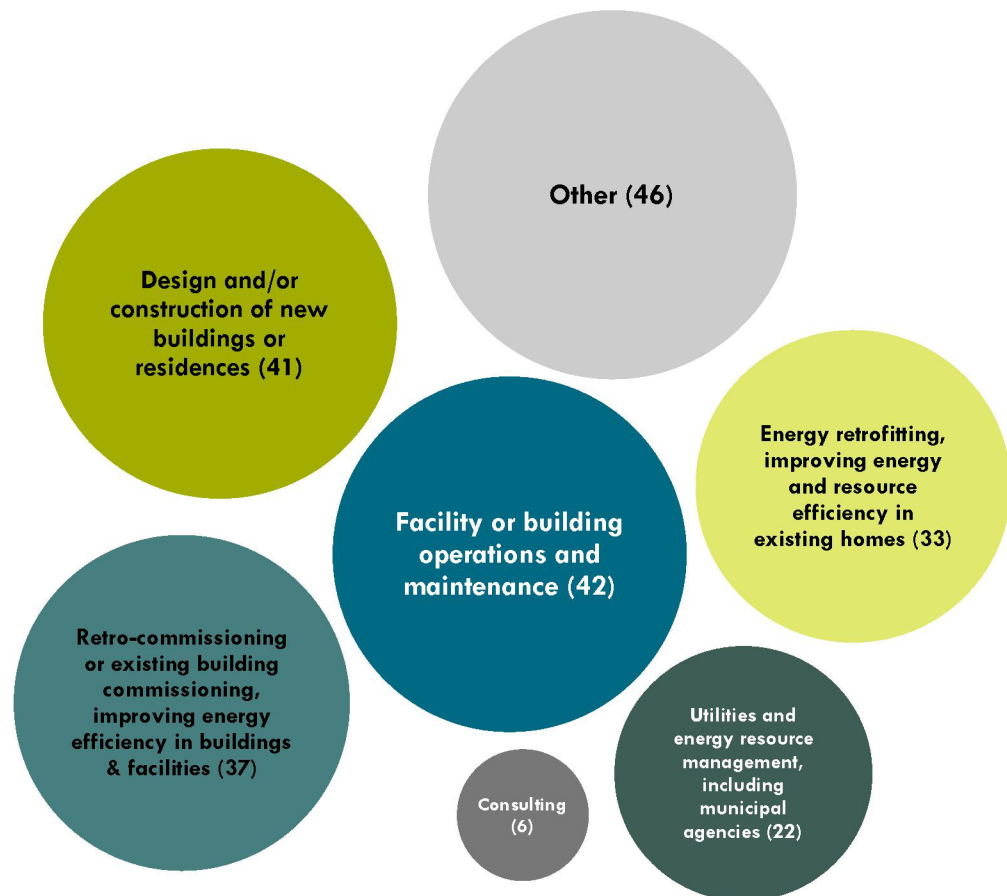 Other (46)
Design and/or
construction of new
buildings or
residences (41)
Energy retrofitting,
improving energy
and resource
efficiency in
existing homes (33)
Facility or building
operations and
maintenance (42)
Retro-commissioning
or existing building
commissioning,
improving energy
efficiency in buildings
& facilities (37)
Utilities and
energy resource
management,
including
municipal
agencies (22)
Consulting
(6)